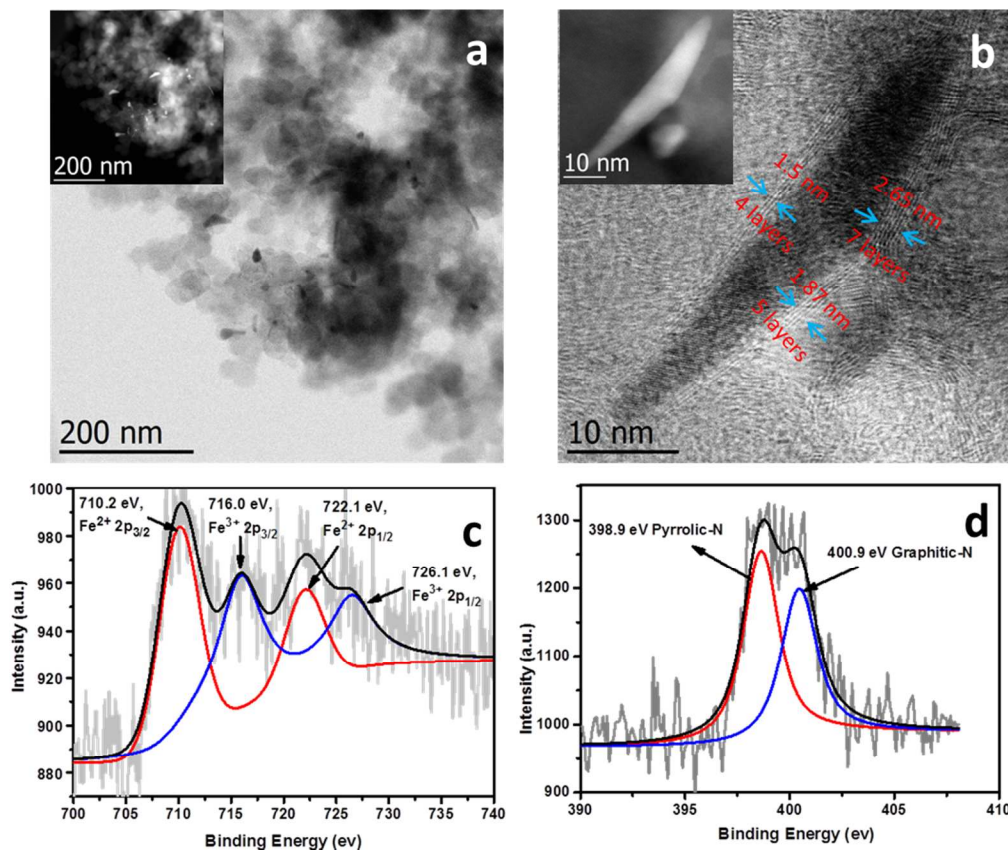 a
200 nm
200 nm
b
10 nm
1.5 nm
4 layers
2.65 nm
7 layers
1.87 nm
5 layers
10 nm
c
710.2 eV,
Fe²⁺ 2p₃/₂
716.0 eV,
Fe³⁺ 2p₃/₂
722.1 eV,
Fe²⁺ 2p₁/₂
726.1 eV,
Fe³⁺ 2p₁/₂
Intensity (a.u.)
1000
980
960
940
920
900
880
700 705 710 715 720 725 730 735 740
Binding Energy (ev)
d
398.9 eV Pyrrolic-N
400.9 eV Graphitic-N
Intensity (a.u.)
1300
1200
1100
1000
900
390 395 400 405 410
Binding Energy (ev)